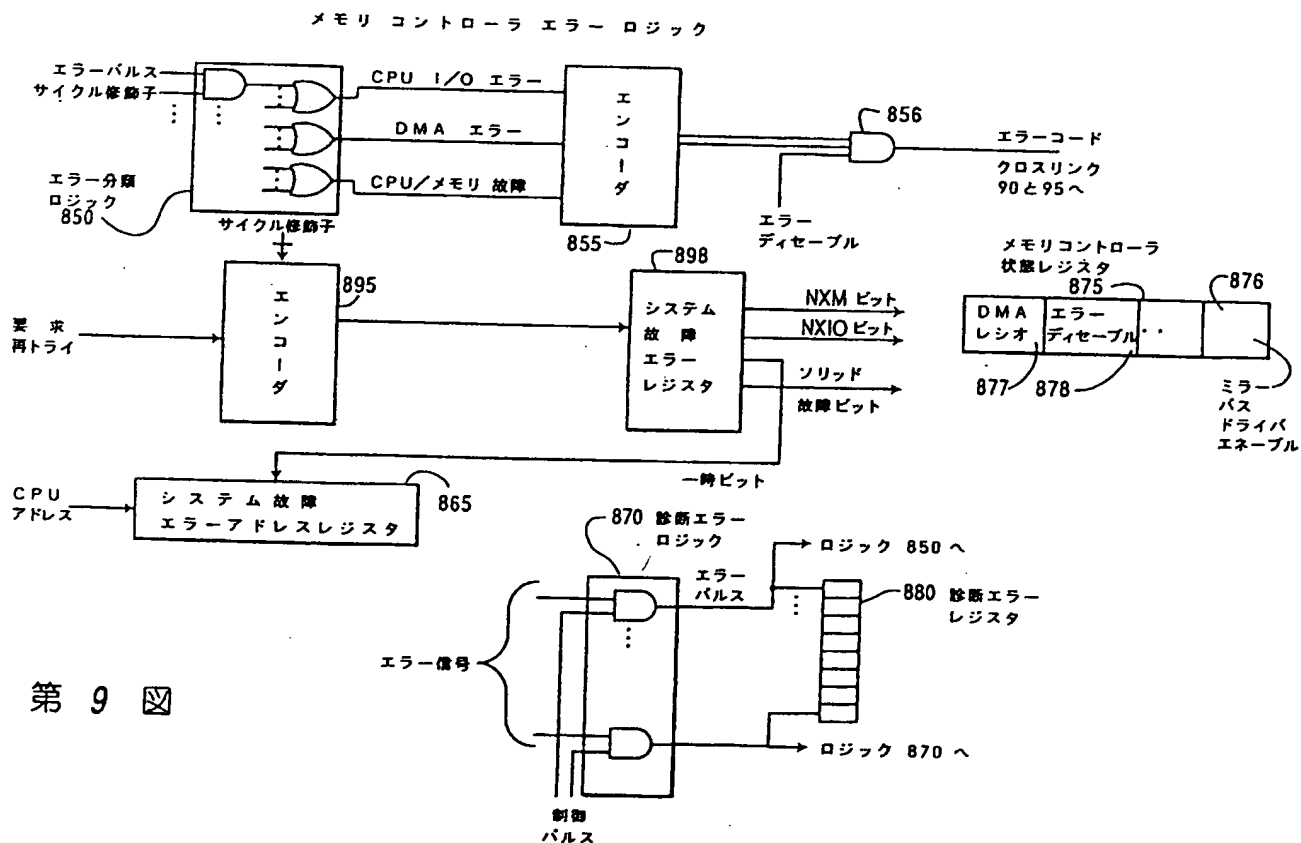 メモリ コントローラ エラー ロジック
エラーパルス
サイクル修飾子
CPU I/O エラー
DMA エラー
CPU/メモリ 故障
エラー分類
ロジック
850
サイクル修飾子
エンコーダ
855
856
エラーコード
クロスリンク
90と95へ
エラー
ディセーブル
要求
再トライ
エンコーダ
895
898
システム
故障
エラー
レジスタ
NXM ビット
NXIO ビット
ソリッド
故障ビット
一時ビット
メモリコントローラ
状態レジスタ
875
876
DMA
レシオ
エラー
ディセーブル
877
878
ミラー
バス
ドライバ
エネーブル
CPU
アドレス
システム故障
エラーアドレスレジスタ
865
870 診断エラー
ロジック
エラー
パルス
ロジック 850へ
880 診断エラー
レジスタ
エラー信号
ロジック 870へ
制御
パルス
第 9 図